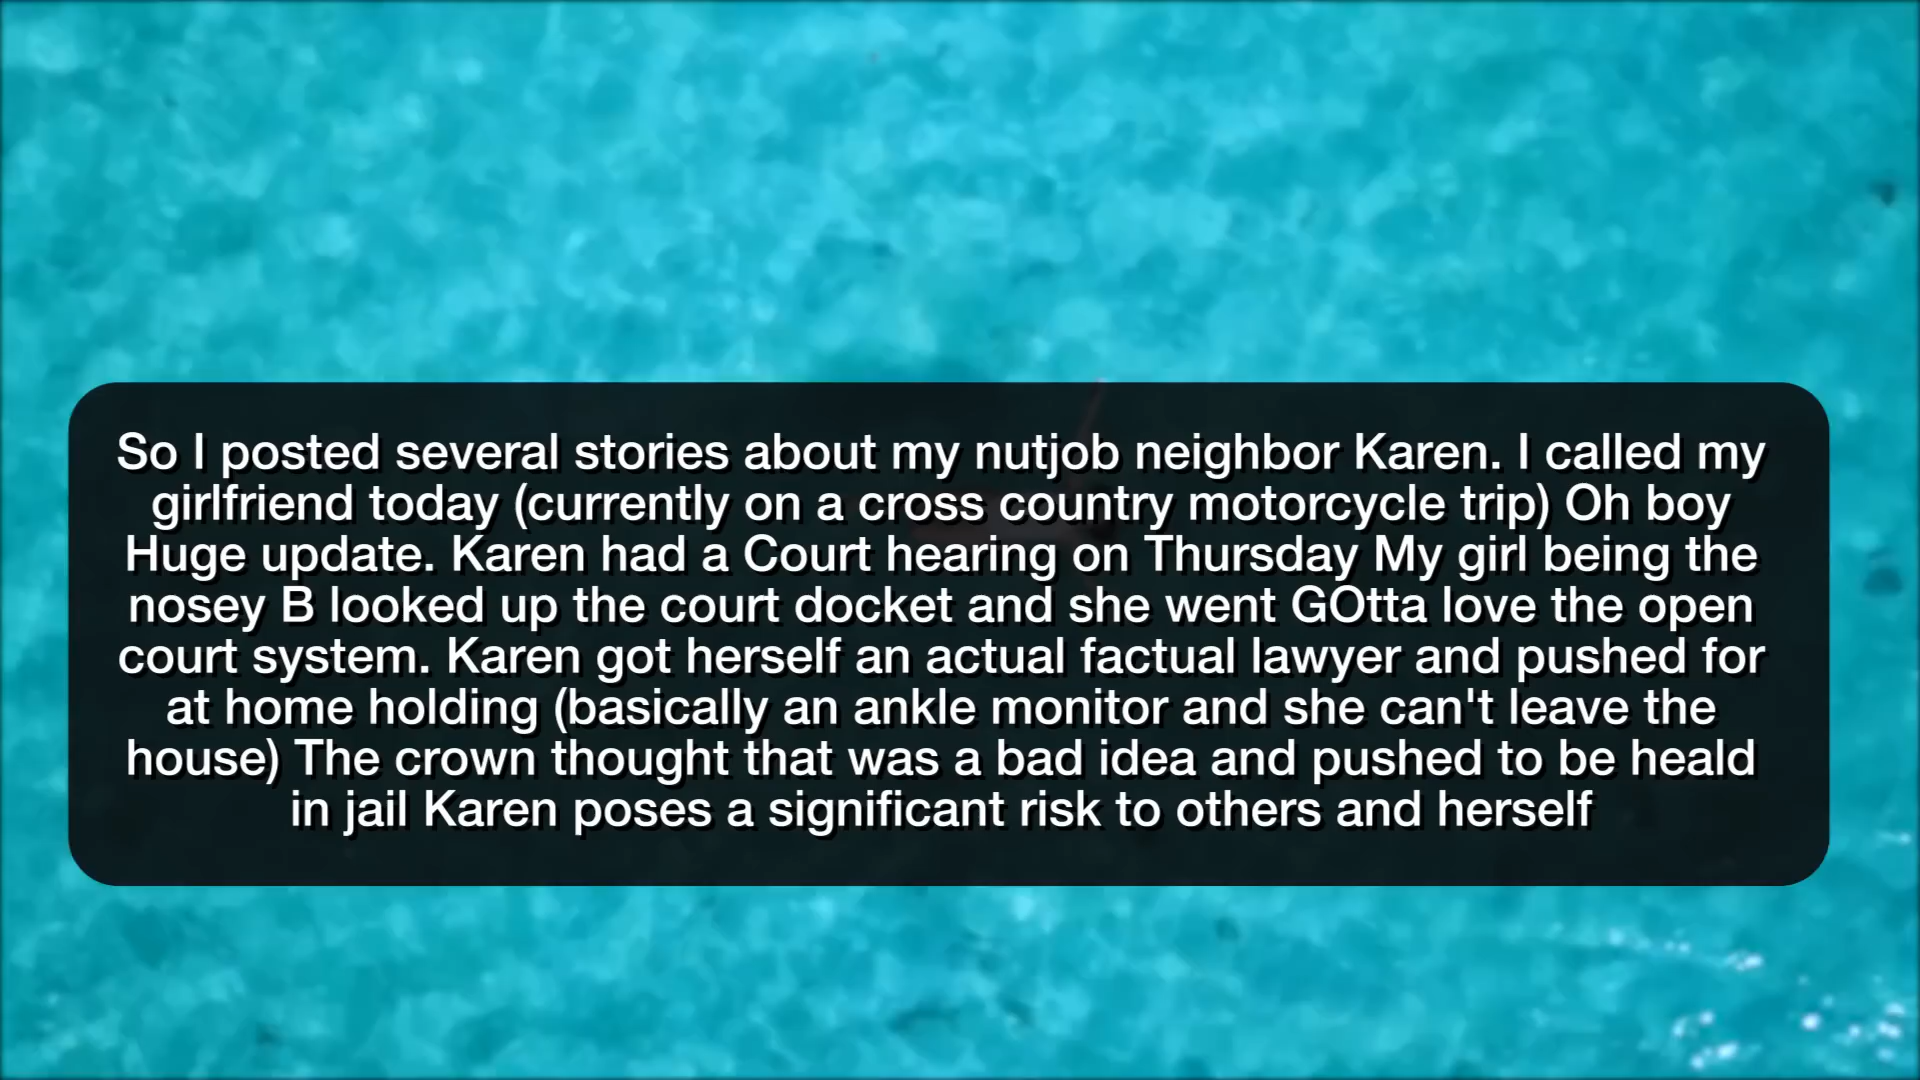 So I posted several stories about my nutjob neighbor Karen. I called my
girlfriend today (currently on a cross country motorcycle trip) Oh boy
Huge update. Karen had a Court hearing on Thursday My girl being the
nosey B looked up the court docket and she went GOtta love the open
court system. Karen got herself an actual factual lawyer and pushed for
at home holding (basically an ankle monitor and she can't leave the
house) The crown thought that was a bad idea and pushed to be heald
in jail Karen poses a significant risk to others and herself